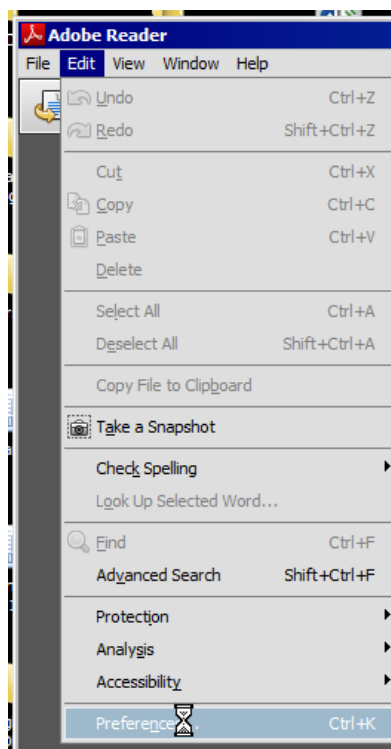 Adobe Reader
File Edit View Window Help
Undo Ctrl+Z
Redo Shift+Ctrl+Z
Cut Ctrl+X
Copy Ctrl+C
Paste Ctrl+V
Delete
Select All Ctrl+A
Deselect All Shift+Ctrl+A
Copy File to Clipboard
Take a Snapshot
Check Spelling
Look Up Selected Word...
Find Ctrl+F
Advanced Search Shift+Ctrl+F
Protection
Analysis
Accessibility
Preferences... Ctrl+K